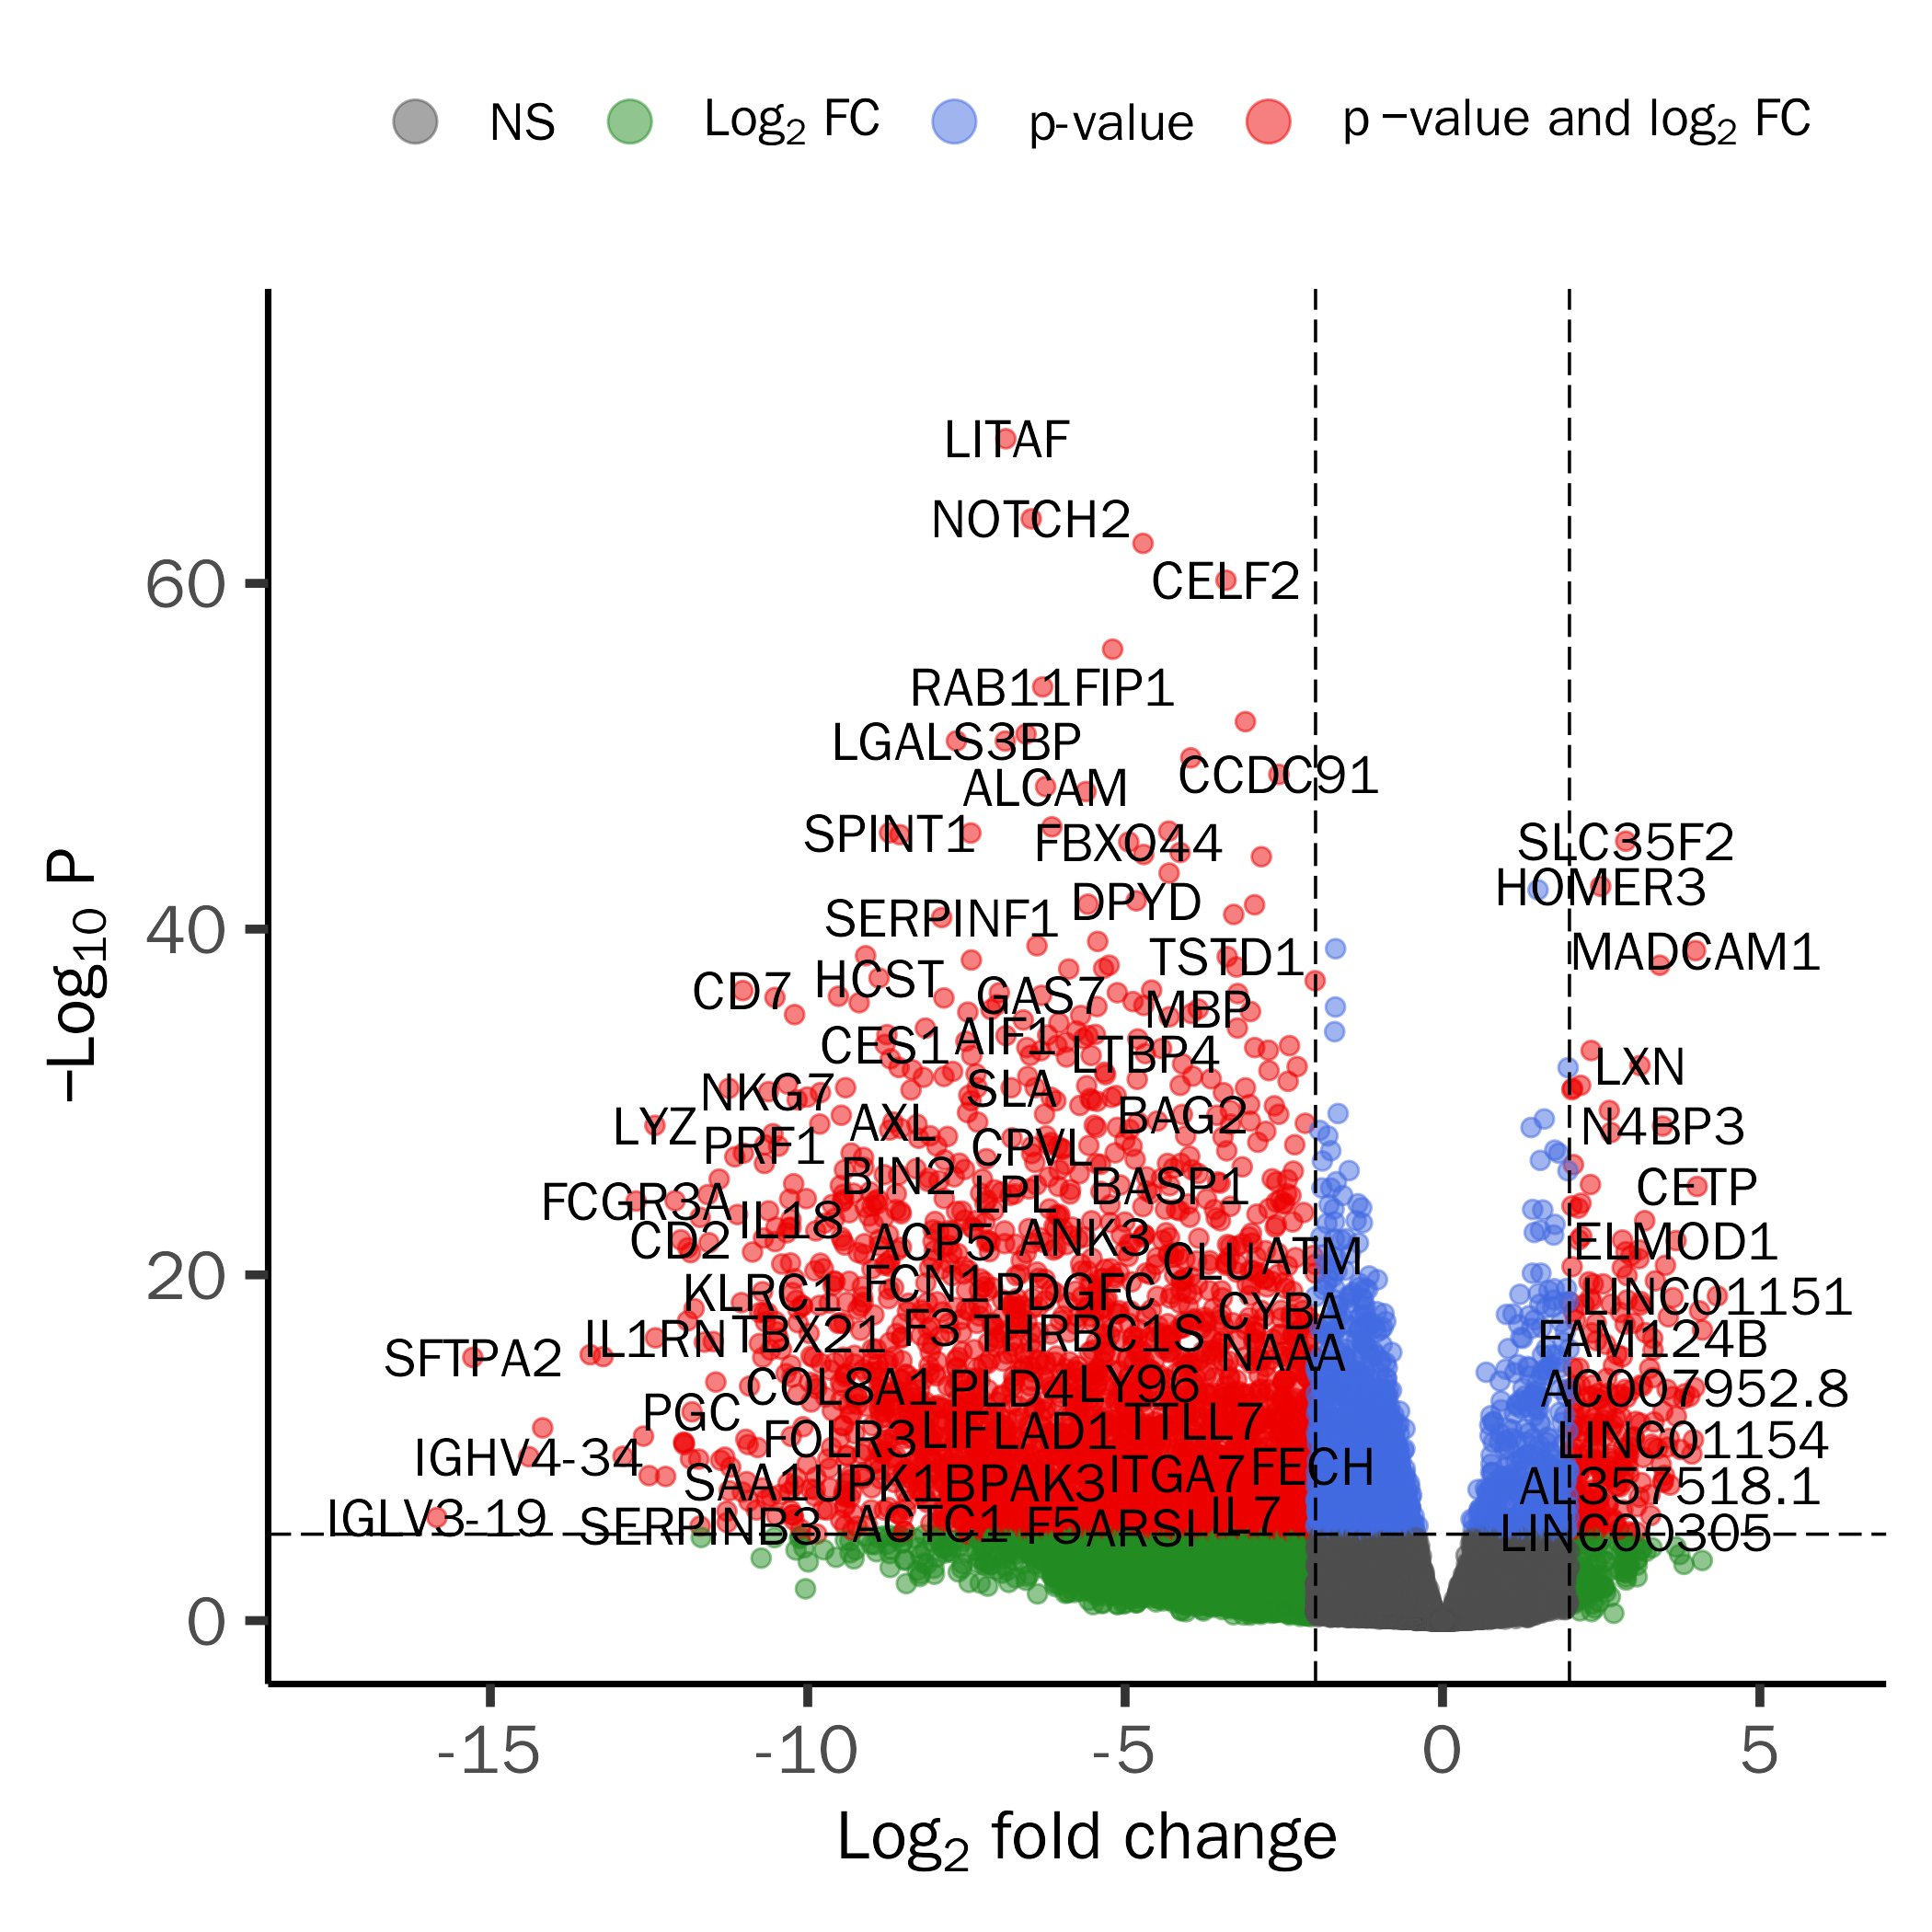 NS Log2 FC p-value p −value and log2 FC
LITAF
NOTCH2
60
CELF2
RAB11FIP1
LGALS3BP
CCDC91
ALCAM
SPINT1
FBXO44
SLC35F2
HOMER3
DPYD
SERPINF1
40
TSTD1
MADCAM1
HCST
CD7
GAS7
MBP
AIF1
CES1
LTBP4
LXN
SLA
NKG7
BAG2
AXL
LYZ
N4BP3
PRF1
CPVL
BIN2
BASP1
CETP
LPL
FCGR3A
IL18
ANK3
CD2
ACP5
ELMOD1
CLU
ATM
20
FCN1
KLRC1
PDGFC
LINC01151
CYBA
F3
THRB
C1S
IL1RN
TBX21
FAM124B
NAAA
SFTPA2
LY96
COL8A1
PLD4
AC007952.8
PGC
TTLL7
LIF
LAD1
FOLR3
LINC01154
IGHV4-34
FECH
ITGA7
SAA1
UPK1B
PAK3
AL357518.1
IL7
IGLV3-19
SERPINB3
ACTC1
F5
ARSI
LINC00305
0
−Log10 P
-15 -10 -5 0 5
Log2 fold change